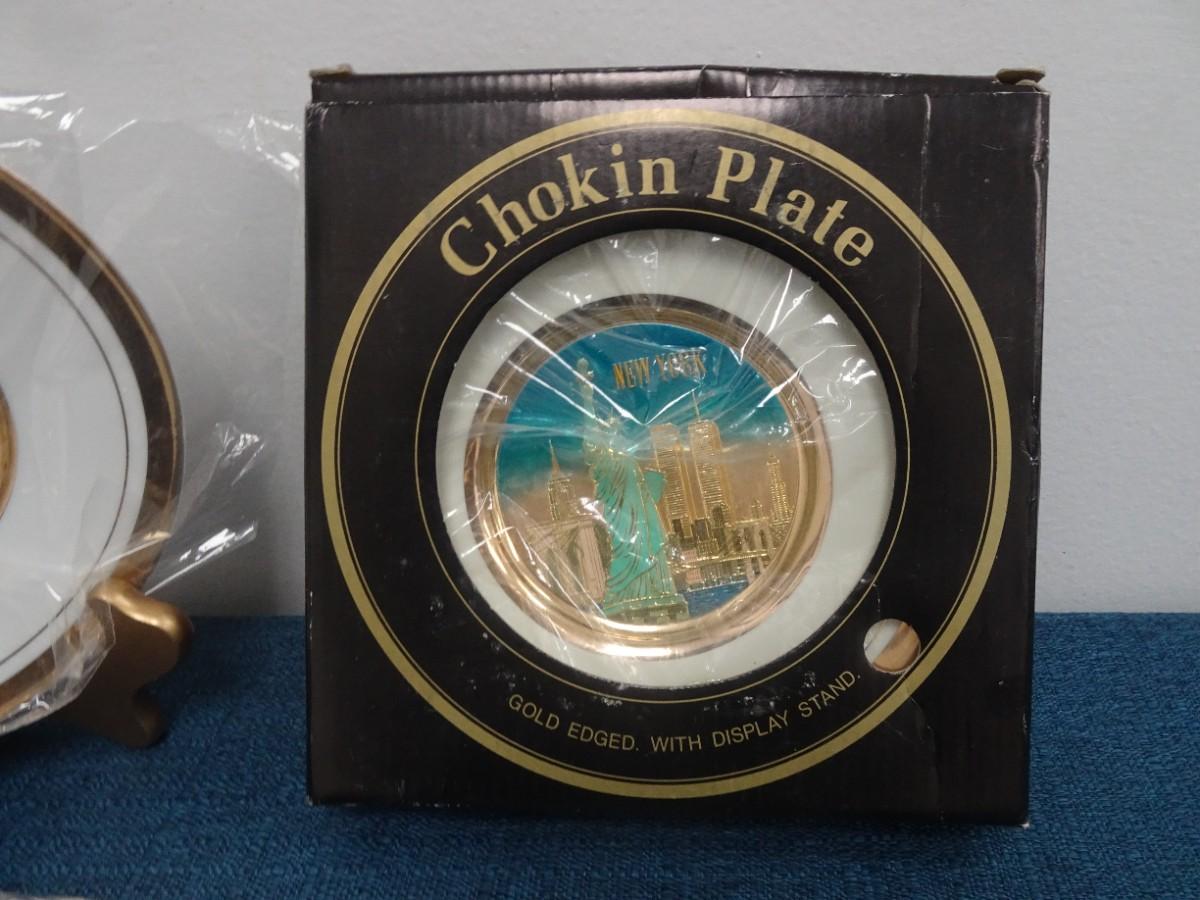 Chokin Plate
NEW YORK
GOLD EDGED. WITH DISPLAY STAND.